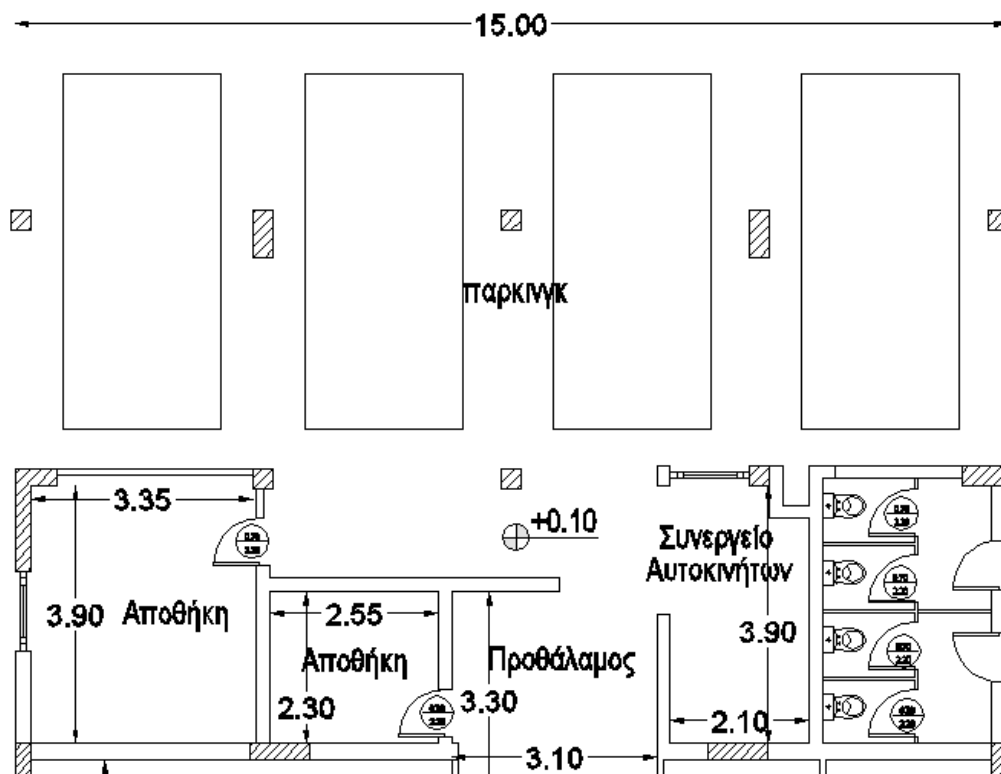 15.00
παρκινγκ
3.35
+0.10
Συνεργείο
Αυτοκινήτων
3.90
Αποθήκη
2.55
3.90
Αποθήκη
Προθάλαμος
2.30
3.30
2.10
3.10